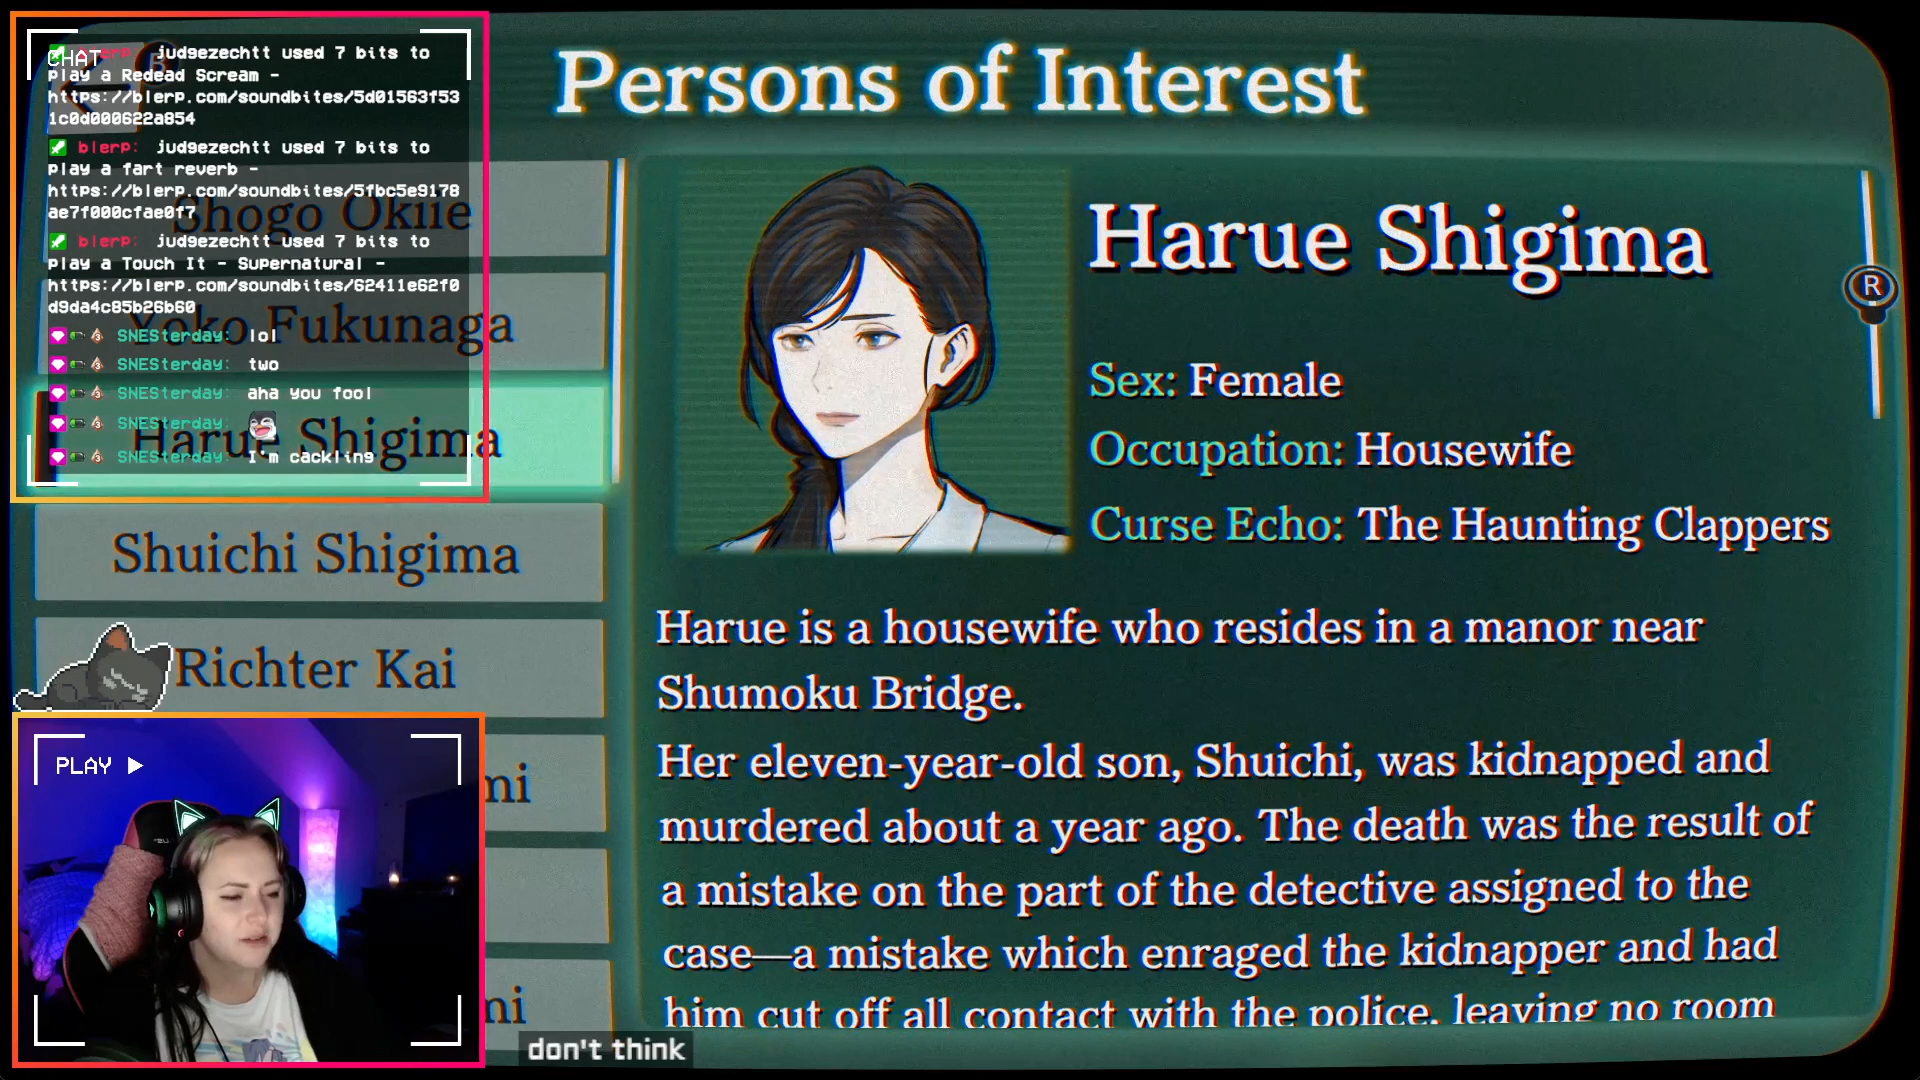 CHAT
judgezechtt used 7 bits to
play a Redead Scream -
https://blerp.com/soundbites/5d01563f53
1c0d000622a854
blerp: judgezechtt used 7 bits to
play a fart reverb -
https://blerp.com/soundbites/5fbc5e9178
ae7f000cfae0f7
blerp: judgezechtt used 7 bits to
play a Touch It - Supernatural -
https://blerp.com/soundbites/62411e62f0
d9da4c85b26b60
SNESterday: lol
SNESterday: two
SNESterday: aha you fool
SNESterday:
SNESterday: I'm cackling
Persons of Interest
Shogo Okiie
Yoko Fukunaga
Harue Shigima
Shuichi Shigima
Richter Kai
mi
mi
Harue Shigima
Sex: Female
Occupation: Housewife
Curse Echo: The Haunting Clappers
Harue is a housewife who resides in a manor near
Shumoku Bridge.
Her eleven-year-old son, Shuichi, was kidnapped and
murdered about a year ago. The death was the result of
a mistake on the part of the detective assigned to the
case—a mistake which enraged the kidnapper and had
him cut off all contact with the police, leaving no room
R
PLAY
don't think